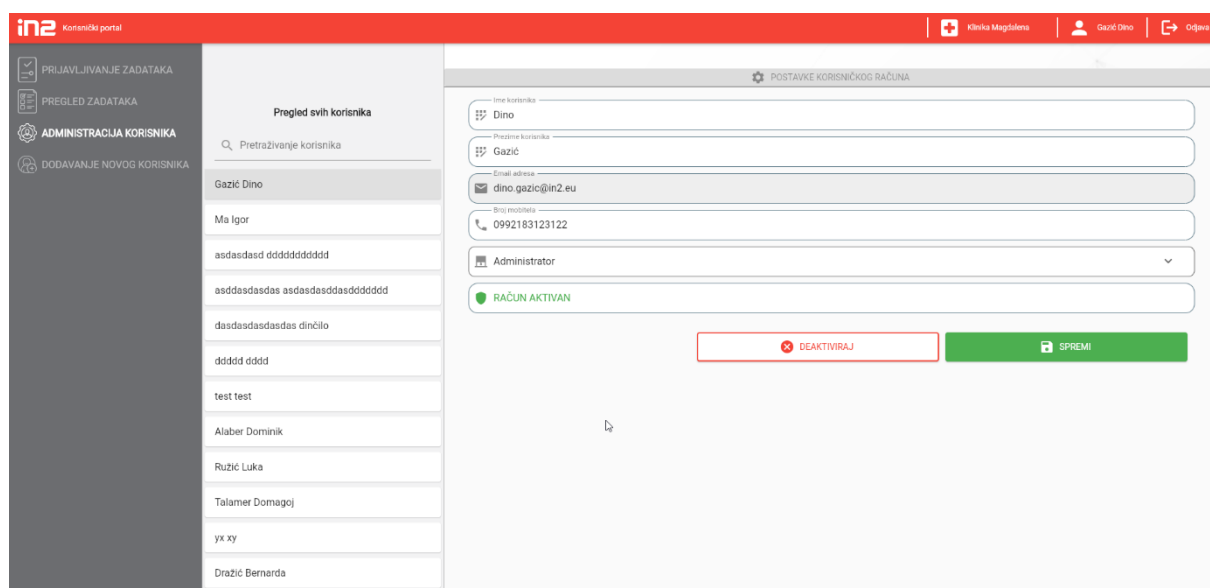 in2 Korisnički portal
Klinika Magdalena
Gazić Dino
Odjava
PRIJAVLJIVANJE ZADATAKA
PREGLED ZADATAKA
ADMINISTRACIJA KORISNIKA
DODAVANJE NOVOG KORISNIKA
Pregled svih korisnika
Pretraživanje korisnika
Gazić Dino
Ma Igor
asdasdasd ddddddddddd
asddasdasdas asdasdasddasddddddd
dasdasdasdasdas dinčilo
ddddd dddd
test test
Alaber Dominik
Ružić Luka
Talamer Domagoj
yx xy
Dražić Bernarda
POSTAVKE KORISNIČKOG RAČUNA
Ime korisnika
Dino
Prezime korisnika
Gazić
Email adresa
dino.gazic@in2.eu
Broj mobitela
0992183123122
Administrator
RAČUN AKTIVAN
DEAKTIVIRAJ
SPREMI